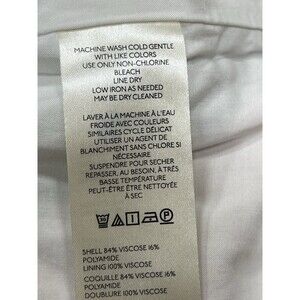 MACHINE WASH COLD GENTLE
WITH LIKE COLORS
USE ONLY NON-CHLORINE
BLEACH
LINE DRY
LOW IRON AS NEEDED
MAY BE DRY CLEANED
LAVER À LA MACHINE À L'EAU
FROIDE AVEC COULEURS
SIMILAIRES CYCLE DÉLICAT
UTILISER UN AGENT DE
BLANCHIMENT SANS CHLORE SI
NÉCESSAIRE
SUSPENDRE POUR SÉCHER
REPASSER, AU BESOIN, À TRÈS
BASSE TEMPÉRATURE
PEUT-ÊTRE ÊTRE NETTOYÉE
À SEC
30 P
SHELL 84% VISCOSE 16%
POLYAMIDE
LINING 100% VISCOSE
COQUILLE 84% VISCOSE 16%
POLYAMIDE
DOUBLURE 100% VISCOSE